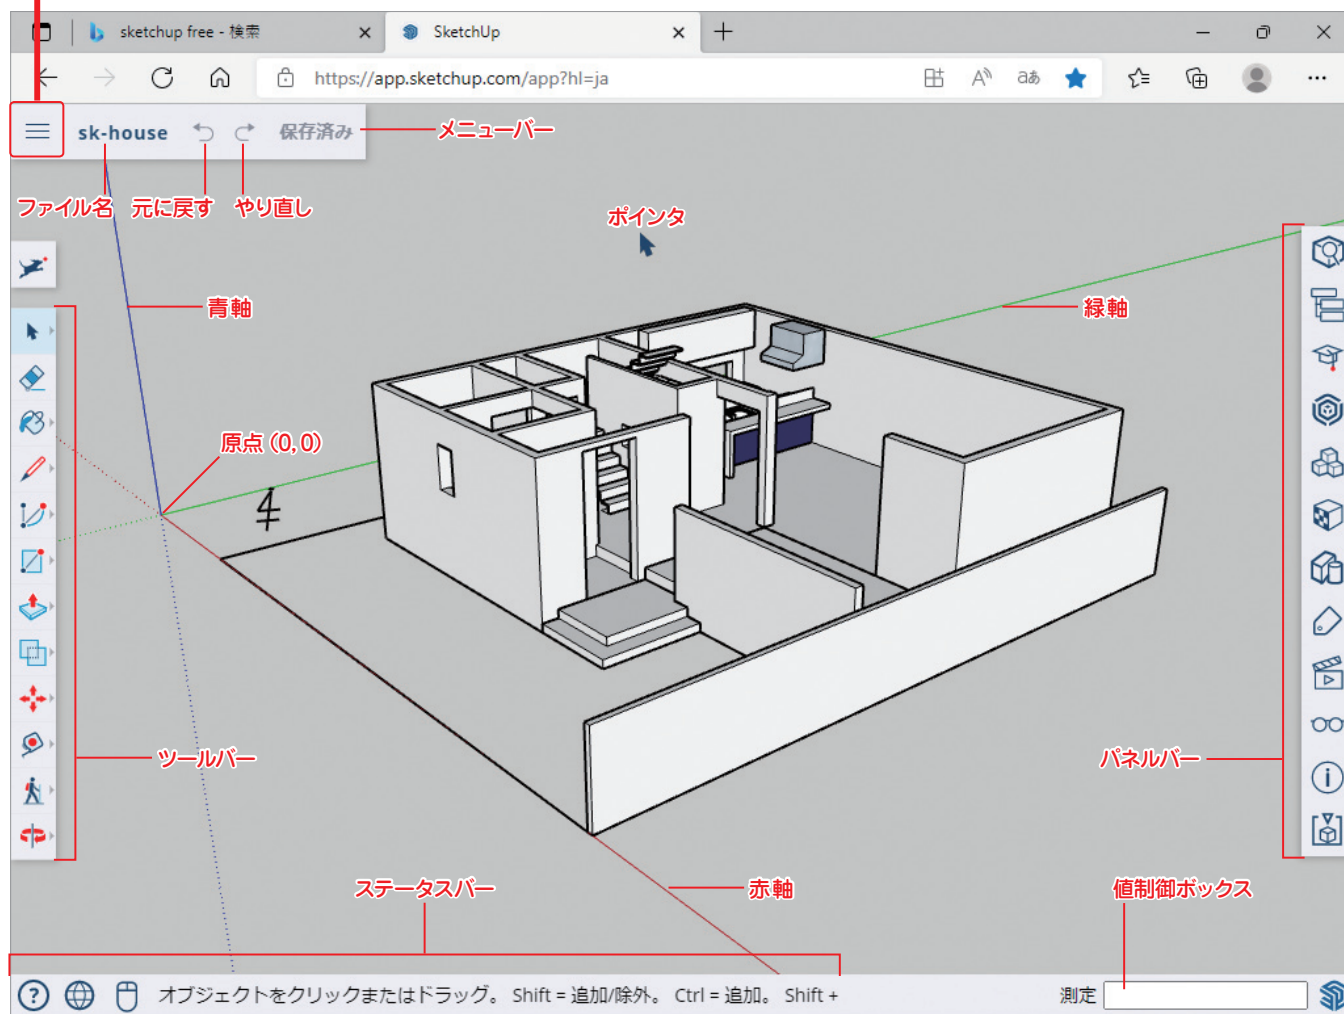 sketchup free - 検索
SketchUp
https://app.sketchup.com/app?hl=ja
sk-house 保存済み
メニューバー
ファイル名 元に戻す やり直し
ポインタ
青軸
緑軸
原点(0,0)
ツールバー
パネルバー
ステータスバー
赤軸
値制御ボックス
オブジェクトをクリックまたはドラッグ。 Shift = 追加/除外。 Ctrl = 追加。 Shift +
測定